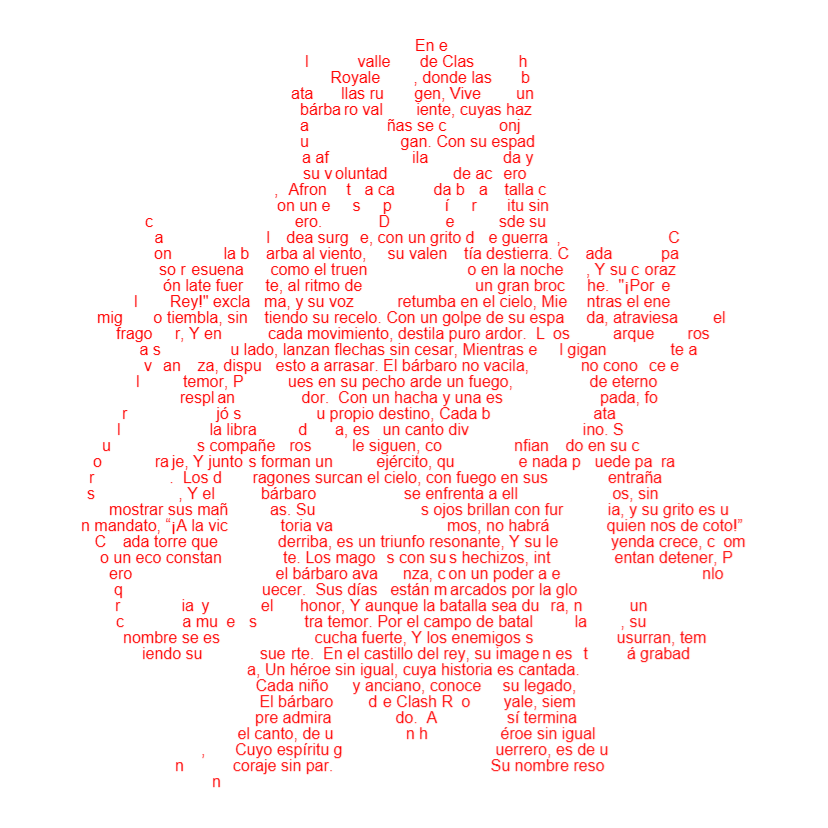 En e
l valle de Clas h
Royale , donde las b
ata llas ru gen, Vive un
bárba ro val iente, cuyas haz
a ñas se c onj
u gan. Con su espad
a af ila da y
su v oluntad de ac ero
, Afron t a ca da b a talla c
on un e s p í r itu sin
c ero. D e sde su
a l dea surg e, con un grito d e guerra , C
on la b arba al viento, su valen tía destierra. C ada pa
so r esuena como el truen o en la noche , Y su c oraz
ón late fuer te, al ritmo de un gran broc he. "¡Por e
l Rey!" excla ma, y su voz retumba en el cielo, Mie ntras el ene
mig o tiembla, sin tiendo su recelo. Con un golpe de su espa da, atraviesa el
frago r, Y en cada movimiento, destila puro ardor. L os arque ros
a s u lado, lanzan flechas sin cesar, Mientras e l gigan te a
v an za, dispu esto a arrasar. El bárbaro no vacila, no cono ce e
l temor, P ues en su pecho arde un fuego, de eterno
respl an dor. Con un hacha y una es pada, fo
r jó s u propio destino, Cada b ata
l la libra d a, es un canto div ino. S
u s compañe ros le siguen, co nfian do en su c
o ra je, Y junto s forman un ejército, qu e nada p uede pa ra
r . Los d ragones surcan el cielo, con fuego en sus entraña
s , Y el bárbaro se enfrenta a ell os, sin
mostrar sus mañ as. Su s ojos brillan con fur ia, y su grito es u
n mandato, “¡A la vic toria va mos, no habrá quien nos de coto!”
C ada torre que derriba, es un triunfo resonante, Y su le yenda crece, c om
o un eco constan te. Los mago s con su s hechizos, int entan detener, P
ero el bárbaro ava nza, c on un poder a e nlo
q uecer. Sus días están m arcados por la glo
r ia y el honor, Y aunque la batalla sea du ra, n un
c a mu e s tra temor. Por el campo de batal la , su
nombre se es cucha fuerte, Y los enemigos s usurran, tem
iendo su sue rte. En el castillo del rey, su image n es t á grabad
a, Un héroe sin igual, cuya historia es cantada.
Cada niño y anciano, conoce su legado,
El bárbaro d e Clash R o yale, siem
pre admira do. A sí termina
el canto, de u n h éroe sin igual
, Cuyo espíritu g uerrero, es de u
n coraje sin par. Su nombre reso
n